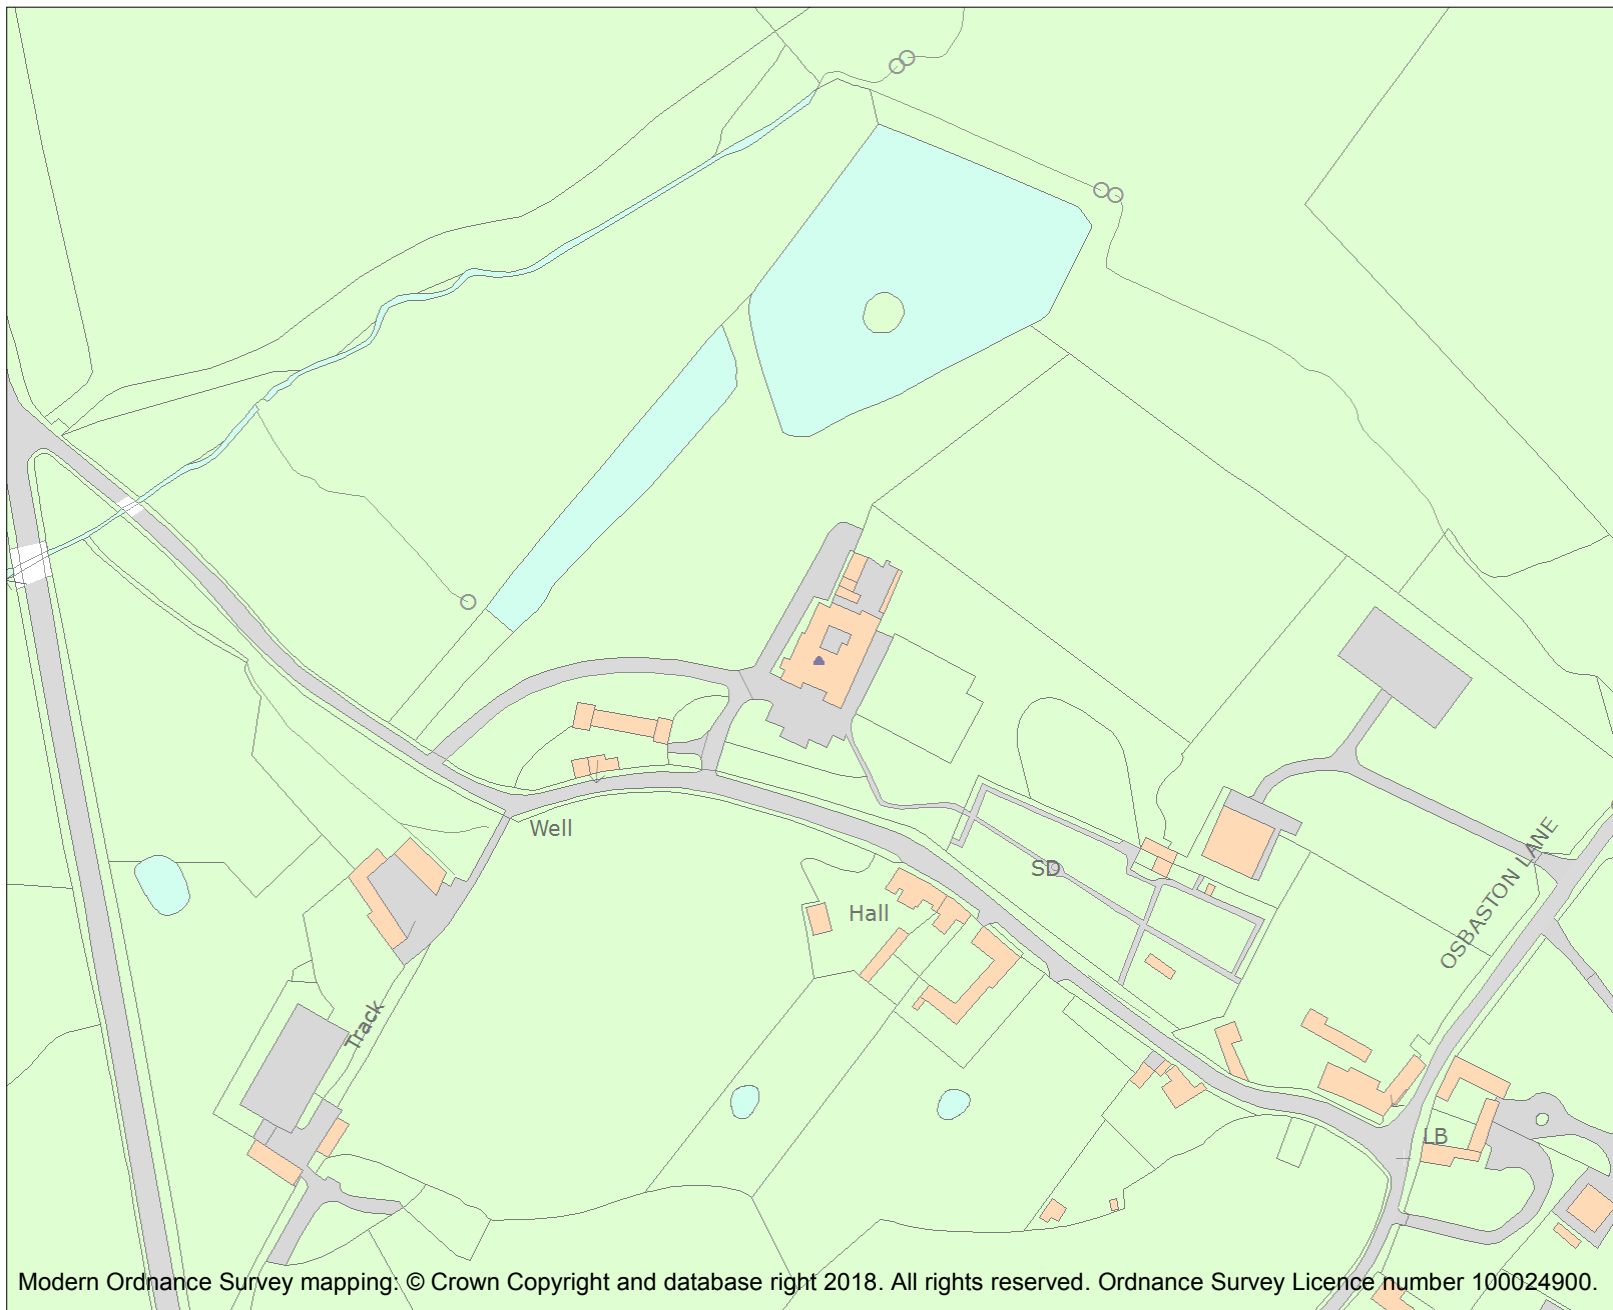 Well
SD
OSBASTON LANE
Hall
Track
LB
Modern Ordnance Survey mapping: © Crown Copyright and database right 2018. All rights reserved. Ordnance Survey Licence number 100024900.